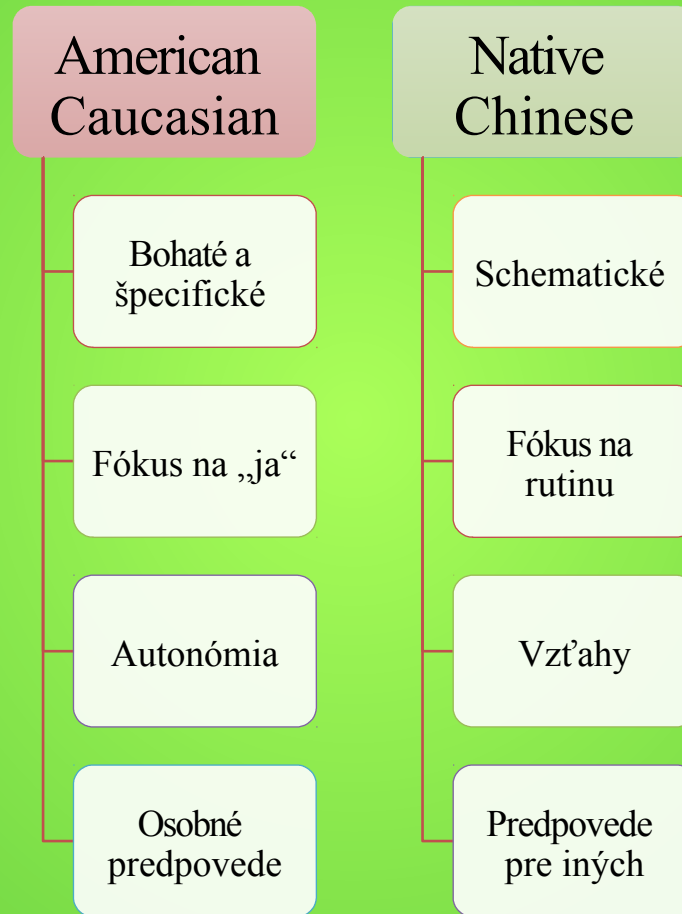 American
Caucasian
Bohaté a
špecifické
Fókus na „ja“
Autonómia
Osobné
predpovede
Native
Chinese
Schematické
Fókus na
rutinu
Vzťahy
Predpovede
pre iných